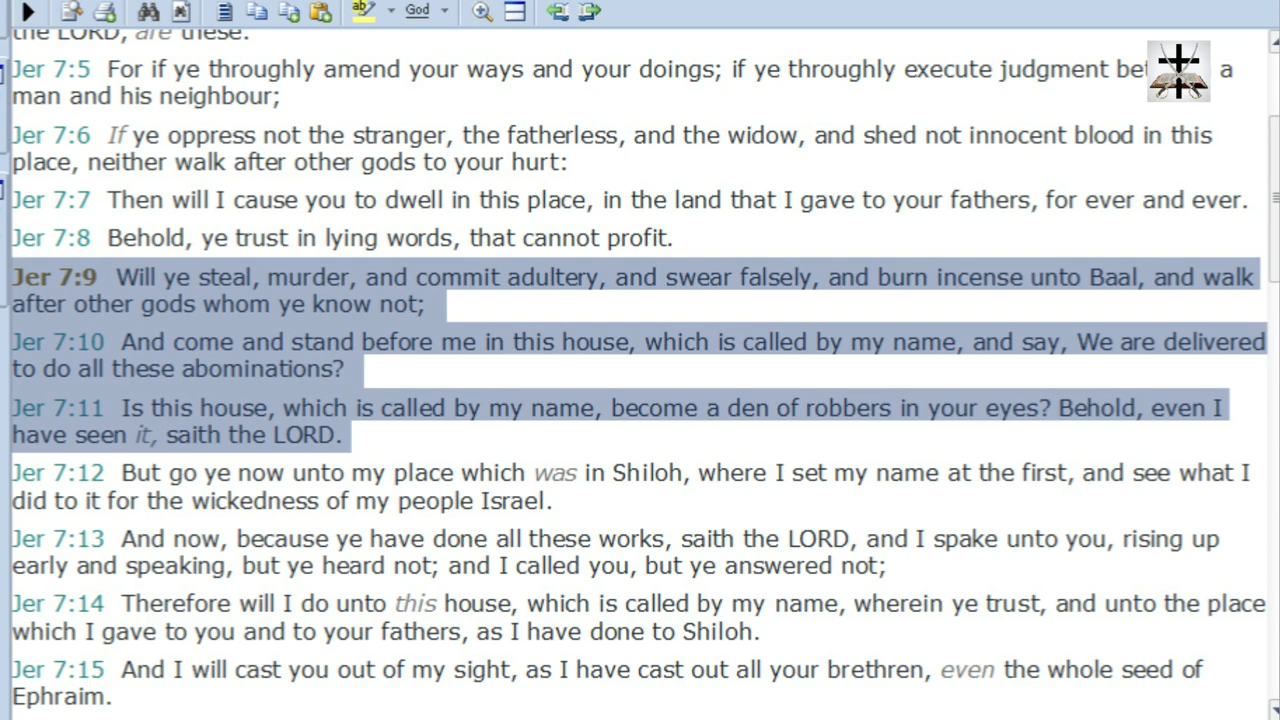 God
the LORD, are these.
Jer 7:5 For if ye throughly amend your ways and your doings; if ye throughly execute judgment a
man and his neighbour;
Jer 7:6 If ye oppress not the stranger, the fatherless, and the widow, and shed not innocent blood in this
place, neither walk after other gods to your hurt:
Jer 7:7 Then will I cause you to dwell in this place, in the land that I gave to your fathers, for ever and ever.
Jer 7:8 Behold, ye trust in lying words, that cannot profit.
Jer 7:9 Will ye steal, murder, and commit adultery, and swear falsely, and burn incense unto Baal, and walk
after other gods whom ye know not;
Jer 7:10 And come and stand before me in this house, which is called by my name, and say, We are delivered
to do all these abominations?
Jer 7:11 Is this house, which is called by my name, become a den of robbers in your eyes? Behold, even I
have seen it, saith the LORD.
Jer 7:12 But go ye now unto my place which was in Shiloh, where I set my name at the first, and see what I
did to it for the wickedness of my people Israel.
Jer 7:13 And now, because ye have done all these works, saith the LORD, and I spake unto you, rising up
early and speaking, but ye heard not; and I called you, but ye answered not;
Jer 7:14 Therefore will I do unto this house, which is called by my name, wherein ye trust, and unto the place
which I gave to you and to your fathers, as I have done to Shiloh.
Jer 7:15 And I will cast you out of my sight, as I have cast out all your brethren, even the whole seed of
Ephraim.